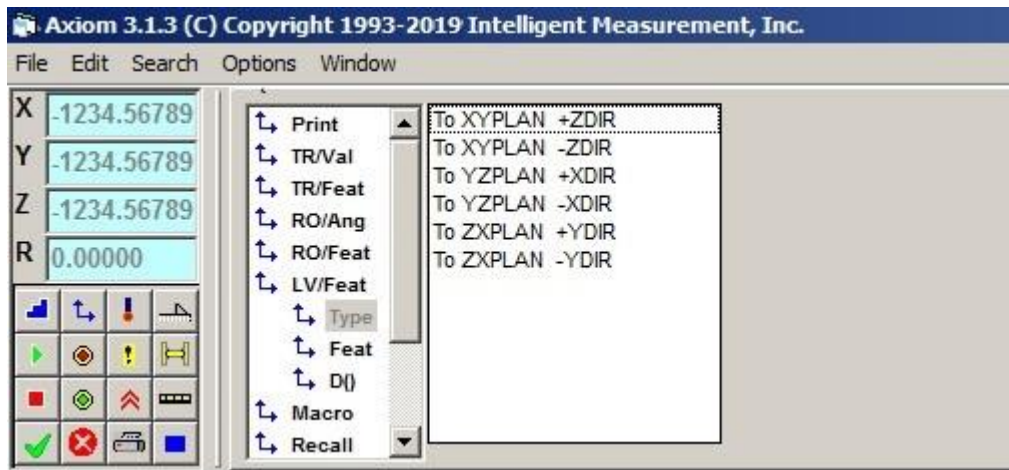 Axiom 3.1.3 (C) Copyright 1993-2019 Intelligent Measurement, Inc.
File Edit Search Options Window
X -1234.56789
Y -1234.56789
Z -1234.56789
R 0.00000
Print
TR/Val
TR/Feat
RO/Ang
RO/Feat
LV/Feat
Type
Feat
D()
Macro
Recall
To XYPLAN +ZDIR
To XYPLAN -ZDIR
To YZPLAN +XDIR
To YZPLAN -XDIR
To ZXPLAN +YDIR
To ZXPLAN -YDIR